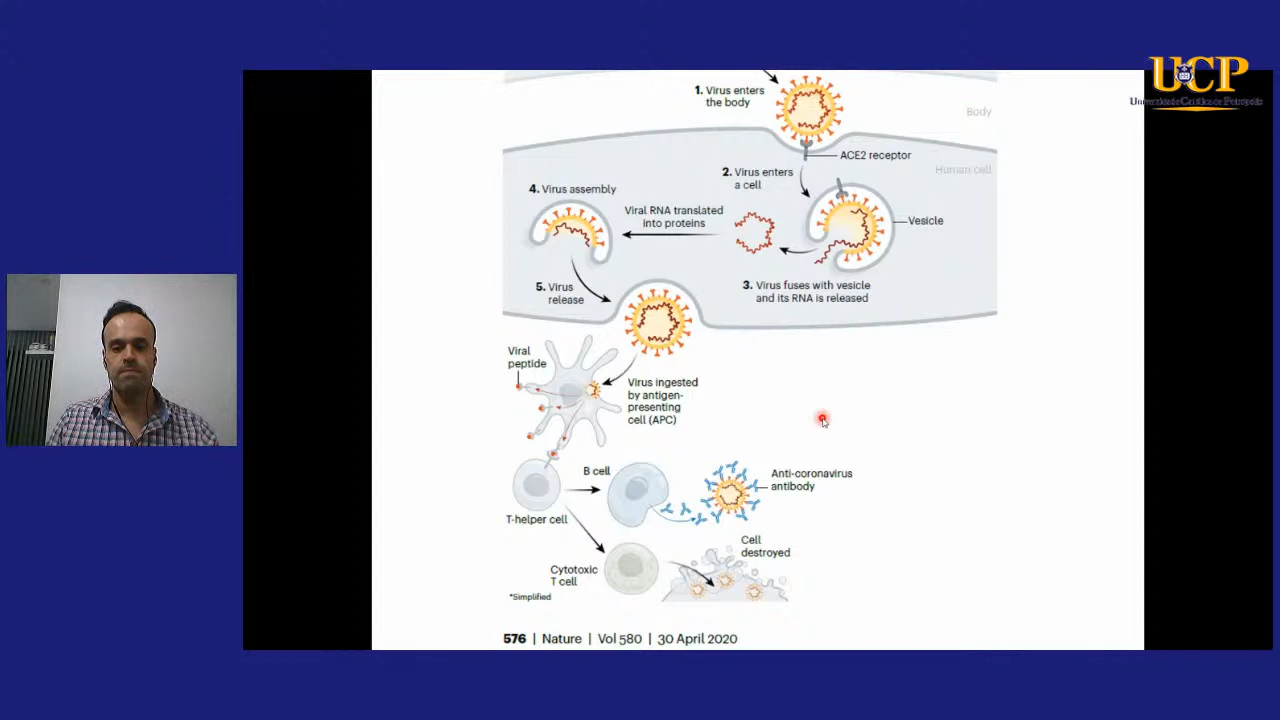 UCP
Universidade Católica de Petrópolis
1. Virus enters
the body
Body
ACE2 receptor
Human cell
2. Virus enters
a cell
4. Virus assembly
Viral RNA translated
into proteins
Vesicle
5. Virus
release
3. Virus fuses with vesicle
and its RNA is released
Viral
peptide
Virus ingested
by antigen-
presenting
cell (APC)
B cell
Anti-coronavirus
antibody
T-helper cell
Cell
destroyed
Cytotoxic
T cell
*Simplified
576 | Nature | Vol 580 | 30 April 2020